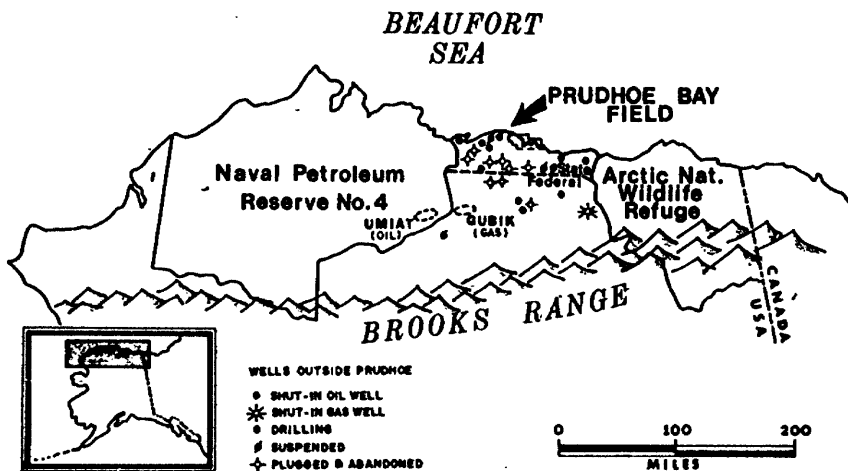 BEAUFORT
SEA
PRUDHOE BAY
FIELD
Naval Petroleum
Reserve No. 4
State
Federal
Arctic Nat.
Wildlife
Refuge
UMIAT
(OIL)
GUBIK
(GAS)
BROOKS RANGE
CANADA
USA
WELLS OUTSIDE PRUDHOE
SHUT-IN OIL WELL
SHUT-IN GAS WELL
DRILLING
SUSPENDED
PLUGGED & ABANDONED
0 100 200
MILES